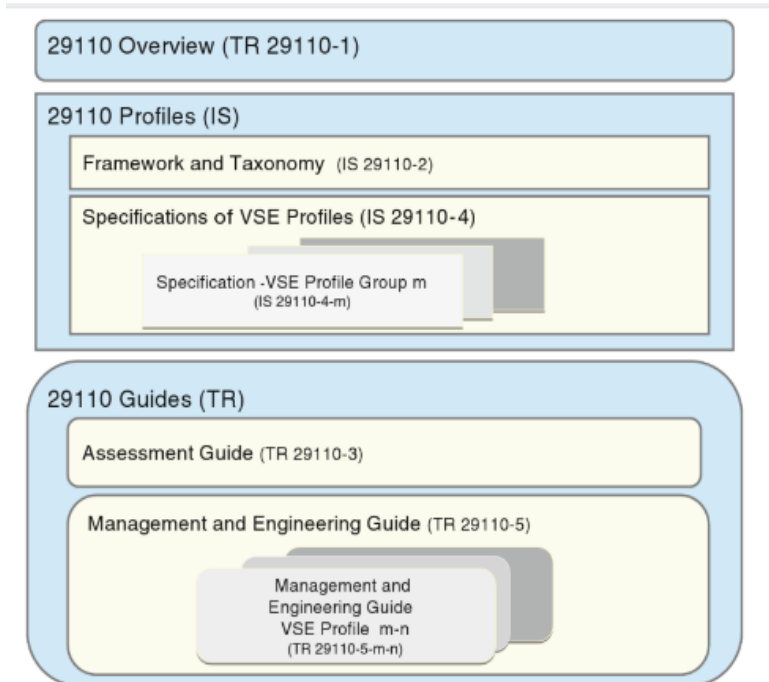 29110 Overview (TR 29110-1)
29110 Profiles (IS)
Framework and Taxonomy (IS 29110-2)
Specifications of VSE Profiles (IS 29110-4)
Specification -VSE Profile Group m
(IS 29110-4-m)
29110 Guides (TR)
Assessment Guide (TR 29110-3)
Management and Engineering Guide (TR 29110-5)
Management and
Engineering Guide
VSE Profile m-n
(TR 29110-5-m-n)